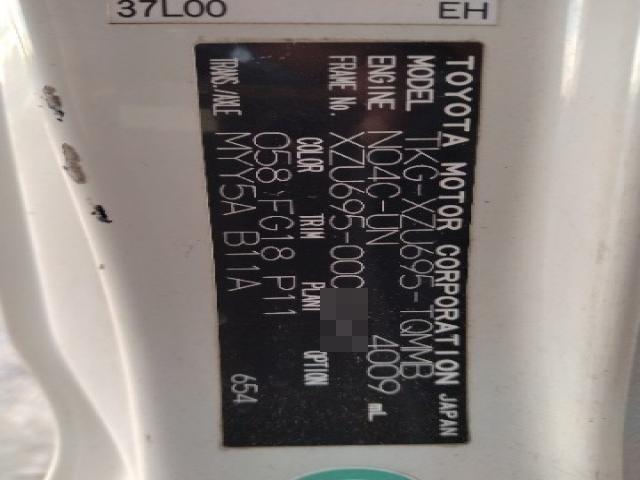 37L00 EH
TOYOTA MOTOR CORPORATION JAPAN
MODEL TKG-XZU695-TQMMB
ENGINE N04C-UN 4009 mL
FRAME No. XZU695-000
COLOR TRIM PLANT OPTION
058 FG18 P11
TRANS./AXLE MYY5A B11A 654